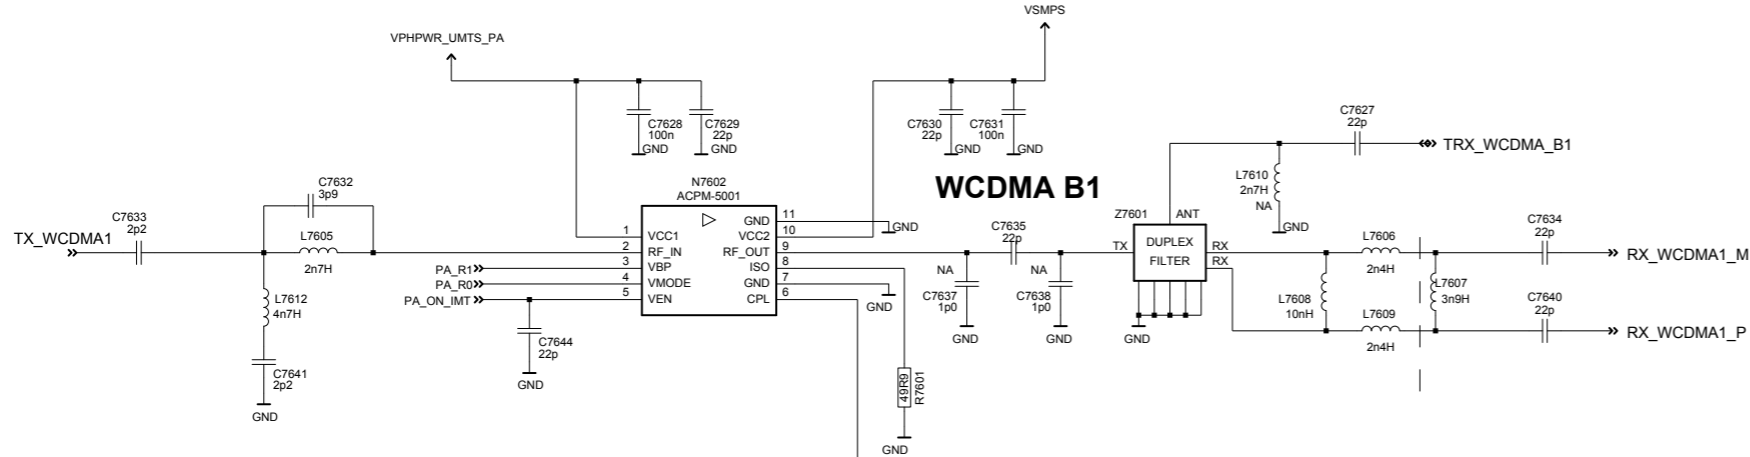 VSMPS
VPHPWR_UMTS_PA
C7628
100n
GND
C7629
22p
GND
C7630
22p
GND
C7631
100n
GND
C7627
22p
TRX_WCDMA_B1
WCDMA B1
L7610
2n7H
NA
GND
C7632
3p9
C7633
2p2
TX_WCDMA1
L7605
2n7H
L7612
4n7H
C7641
2p2
GND
N7602
ACPM-5001
1
VCC1
2
RF_IN
3
VBP
4
VMODE
5
VEN
GND
11
VCC2
10
RF_OUT
9
ISO
8
GND
7
CPL
6
GND
GND
PA_R1
PA_R0
PA_ON_IMT
C7644
22p
GND
49R9
R7601
GND
C7635
22p
NA
C7637
1p0
GND
NA
C7638
1p0
GND
Z7601
ANT
TX
DUPLEX
FILTER
RX
RX
GND
L7606
2n4H
L7608
10nH
L7609
2n4H
L7607
3n9H
C7634
22p
RX_WCDMA1_M
C7640
22p
RX_WCDMA1_P